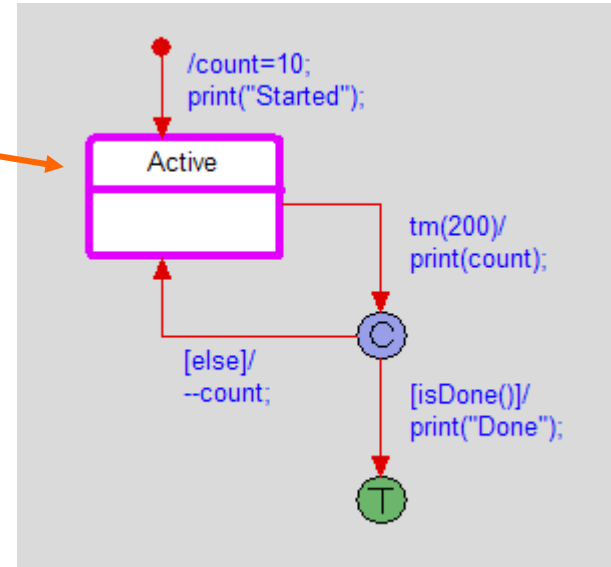 /count=10;
print("Started");
Active
tm(200)/
print(count);
C
[else]/
--count;
[isDone()]/
print("Done");
T